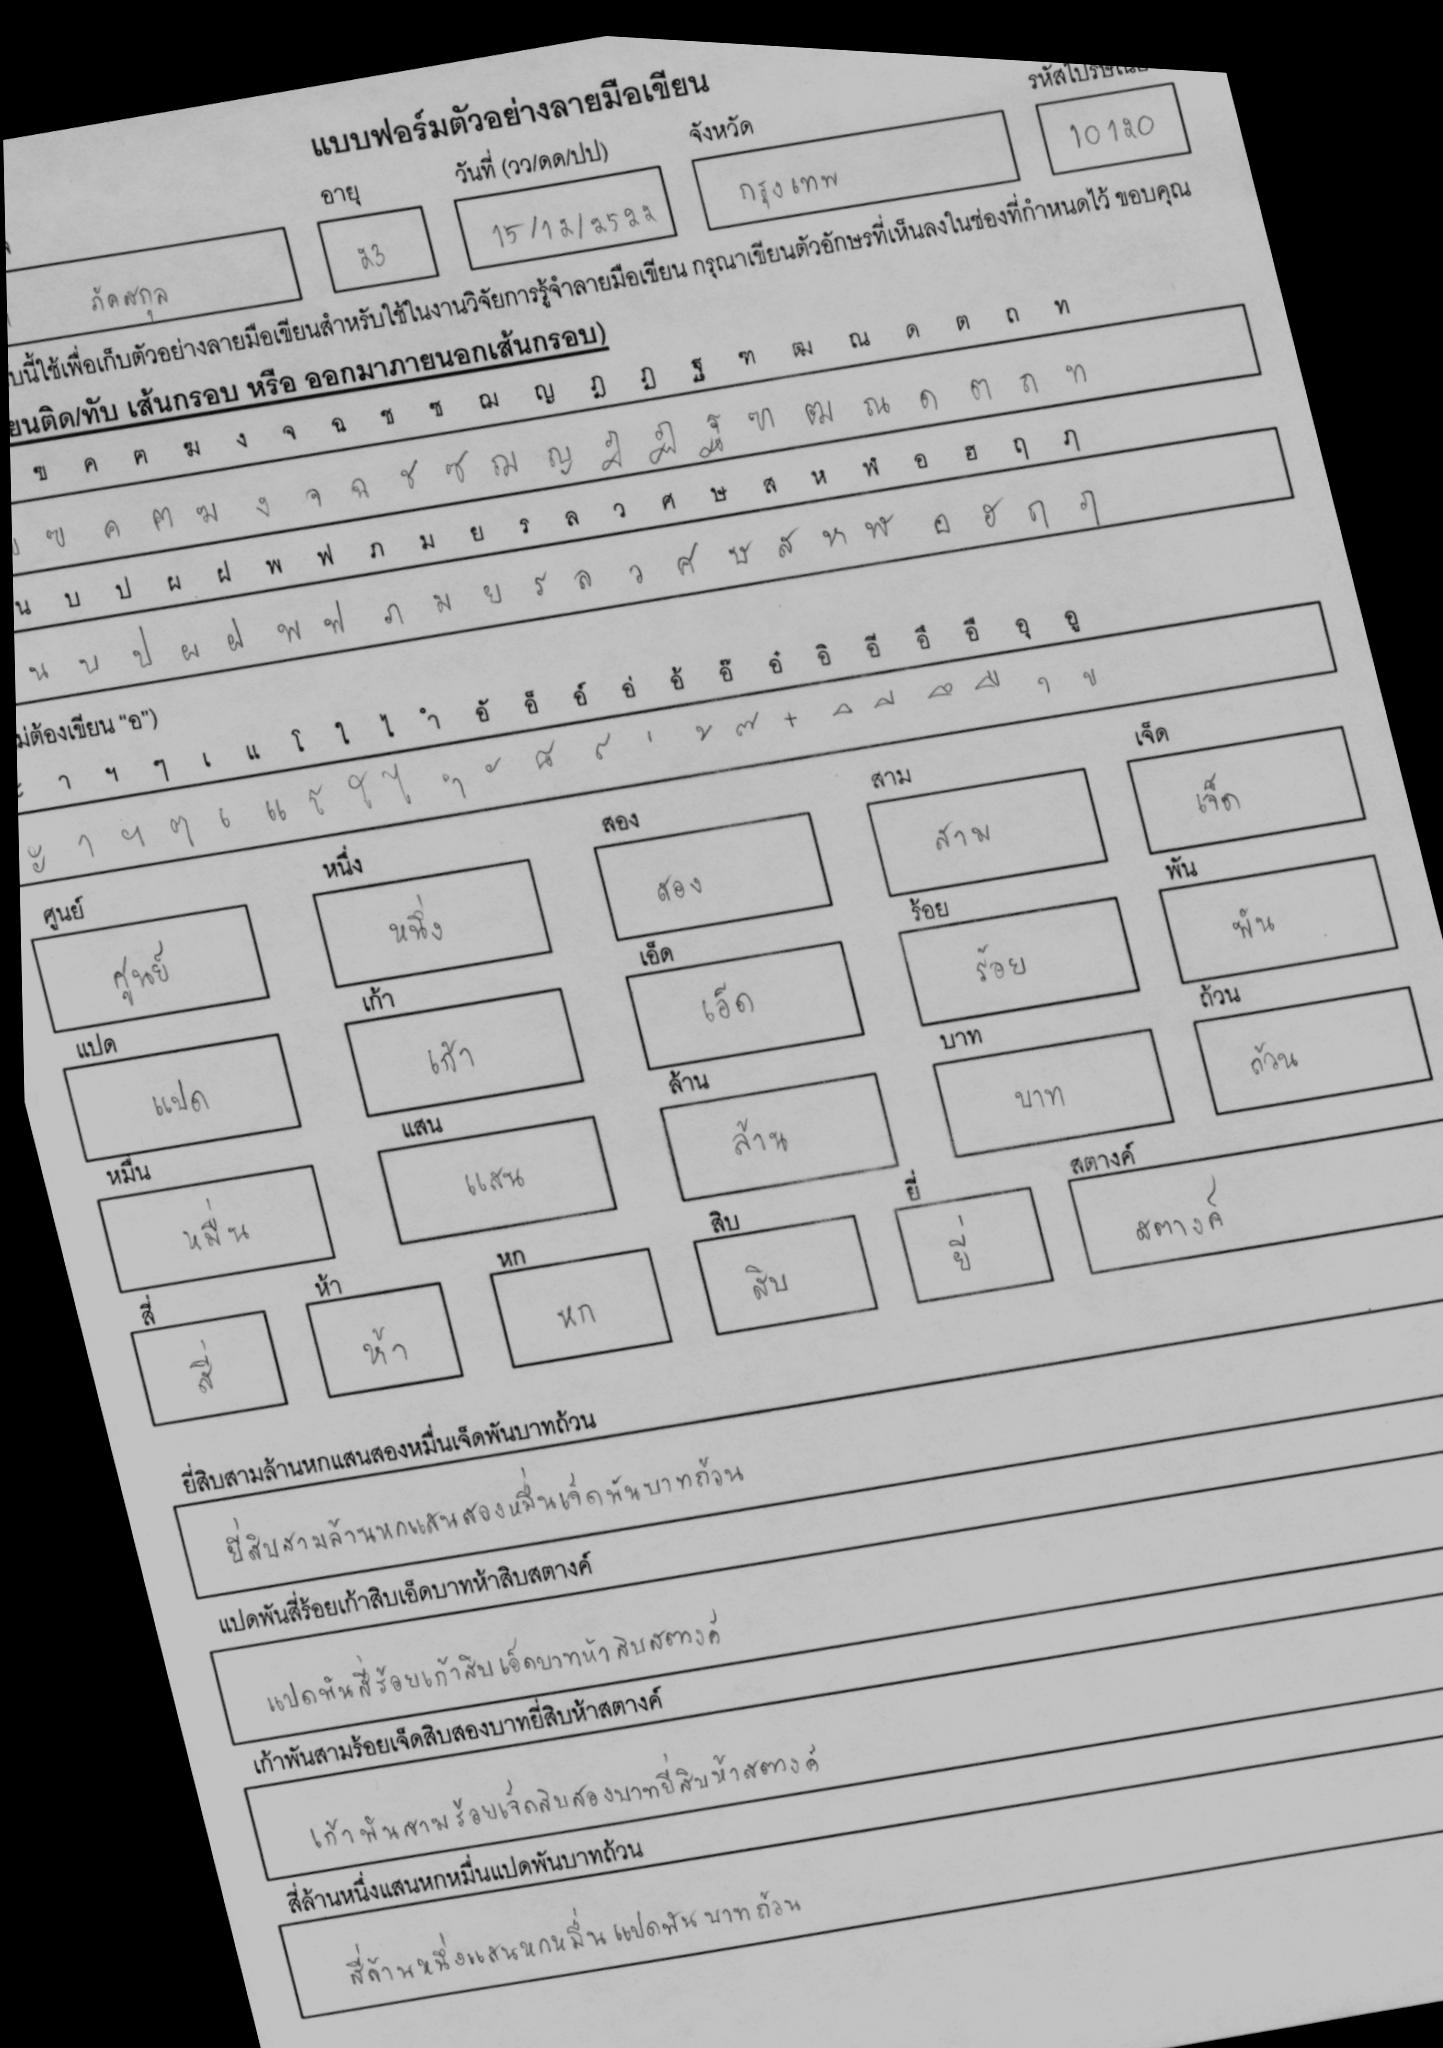 แบบฟอร์มตัวอย่างลายมือเขียน
อายุ วันที่ (วว/ดด/ปป) จังหวัด
ภัคสกุล 23 15/12/2522 กรุงเทพ 10120
บนี้ใช้เพื่อเก็บตัวอย่างลายมือเขียนสำหรับใช้ในงานวิจัยการรู้จำลายมือเขียน กรุณาเขียนตัวอักษรที่เห็นลงในช่องที่กำหนดไว้ ขอบคุณ
ยนติด/ทับ เส้นกรอบ หรือ ออกมาภายนอกเส้นกรอบ)
ฃ ค ฅ ฆ ง จ ฉ ช ซ ฌ ญ ฎ ฏ ฐ ฑ ฒ ณ ด ต ถ ท
ฃ ค ฅ ฆ ง จ ฉ ช ซ ฌ ญ ฎ ฏ ฐ ฑ ฒ ณ ด ต ถ ท
น บ ป ผ ฝ พ ฟ ภ ม ย ร ล ว ศ ษ ส ห ฬ อ ฮ ฤ ฦ
น บ ป ผ ฝ พ ฟ ภ ม ย ร ล ว ศ ษ ส ห ฬ อ ฮ ฤ ฦ
ม่ต้องเขียน "อ")
ะ า ฯ ๆ เ แ โ ใ ไ ำ อั อ็ อ์ อ่ อ้ อ๊ อ๋ อิ อี อึ อื อุ อู
ะ า ฯ ๆ เ แ โ ใ ไ ำ ั ็ ์ ่ ้ ๊ ๋ ิ ี ึ ื ุ ู
ศูนย์ หนึ่ง สอง สาม เจ็ด
ศูนย์ หนึ่ง สอง สาม เจ็ด
แปด เก้า เอ็ด ร้อย พัน
แปด เก้า เอ็ด ร้อย พัน
หมื่น แสน ล้าน บาท ถ้วน
หมื่น แสน ล้าน บาท ถ้วน
สี่ ห้า หก สิบ ยี่ สตางค์
สี่ ห้า หก สิบ ยี่ สตางค์
ยี่สิบสามล้านหกแสนสองหมื่นเจ็ดพันบาทถ้วน
ยี่สิบสามล้านหกแสนสองหมื่นเจ็ดพันบาทถ้วน
แปดพันสี่ร้อยเก้าสิบเอ็ดบาทห้าสิบสตางค์
แปดพันสี่ร้อยเก้าสิบเอ็ดบาทห้าสิบสตางค์
เก้าพันสามร้อยเจ็ดสิบสองบาทยี่สิบห้าสตางค์
เก้าพันสามร้อยเจ็ดสิบสองบาทยี่สิบห้าสตางค์
สี่ล้านหนึ่งแสนหกหมื่นแปดพันบาทถ้วน
สี่ล้านหนึ่งแสนหกหมื่นแปดพันบาทถ้วน